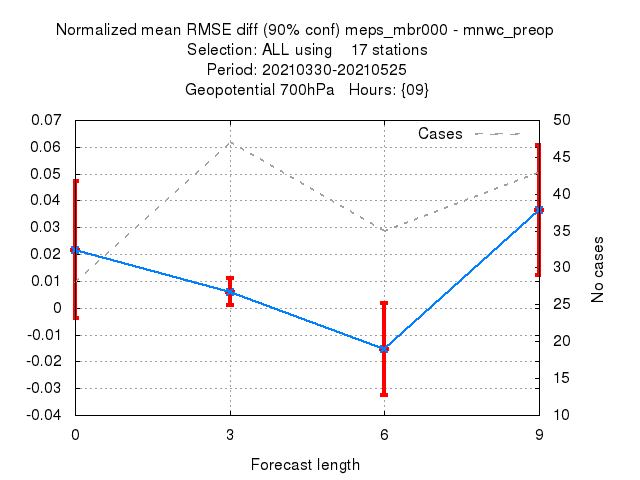 Normalized mean RMSE diff (90% conf) meps_mbr000 - mnwc_preop
Selection: ALL using 17 stations
Period: 20210330-20210525
Geopotential 700hPa Hours: {09}
Cases
0.07
0.06
0.05
0.04
0.03
0.02
0.01
0
-0.01
-0.02
-0.03
-0.04
50
45
40
35
30
25
20
15
10
No cases
0 3 6 9
Forecast length